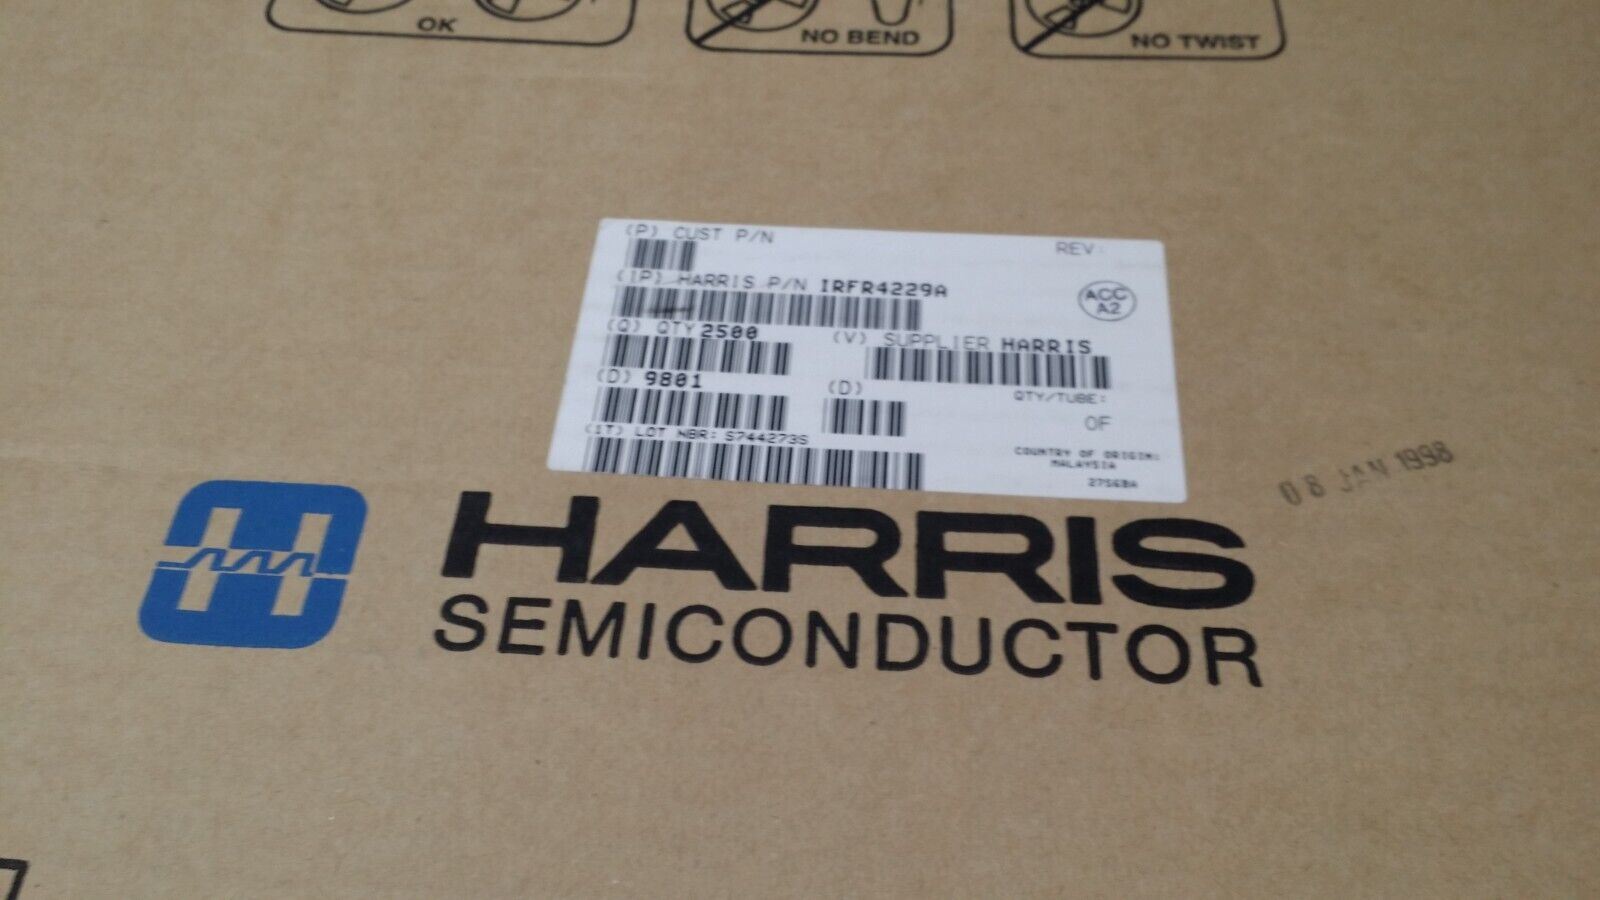 OK
NO BEND
NO TWIST
(P) CUST P/N
REV:
(1P) HARRIS P/N IRFR4229A
ACC
A2
(Q) QTY 2500
(V) SUPPLIER HARRIS
(D) 9801
(D)
QTY/TUBE:
OF
(1T) LOT NBR: S744273S
COUNTRY OF ORIGIN:
MALAYSIA
27568A
08 JAN 1998
HARRIS
SEMICONDUCTOR